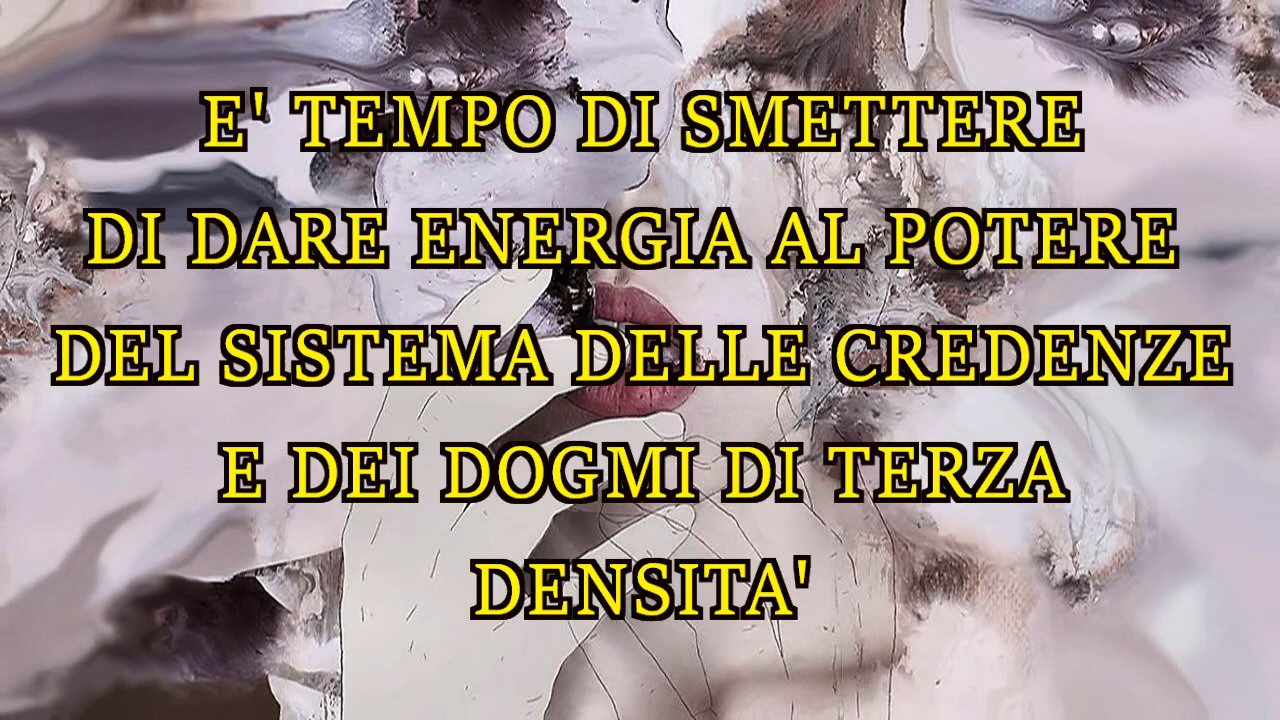 E' TEMPO DI SMETTERE
DI DARE ENERGIA AL POTERE
DEL SISTEMA DELLE CREDENZE
E DEI DOGMI DI TERZA
DENSITA'